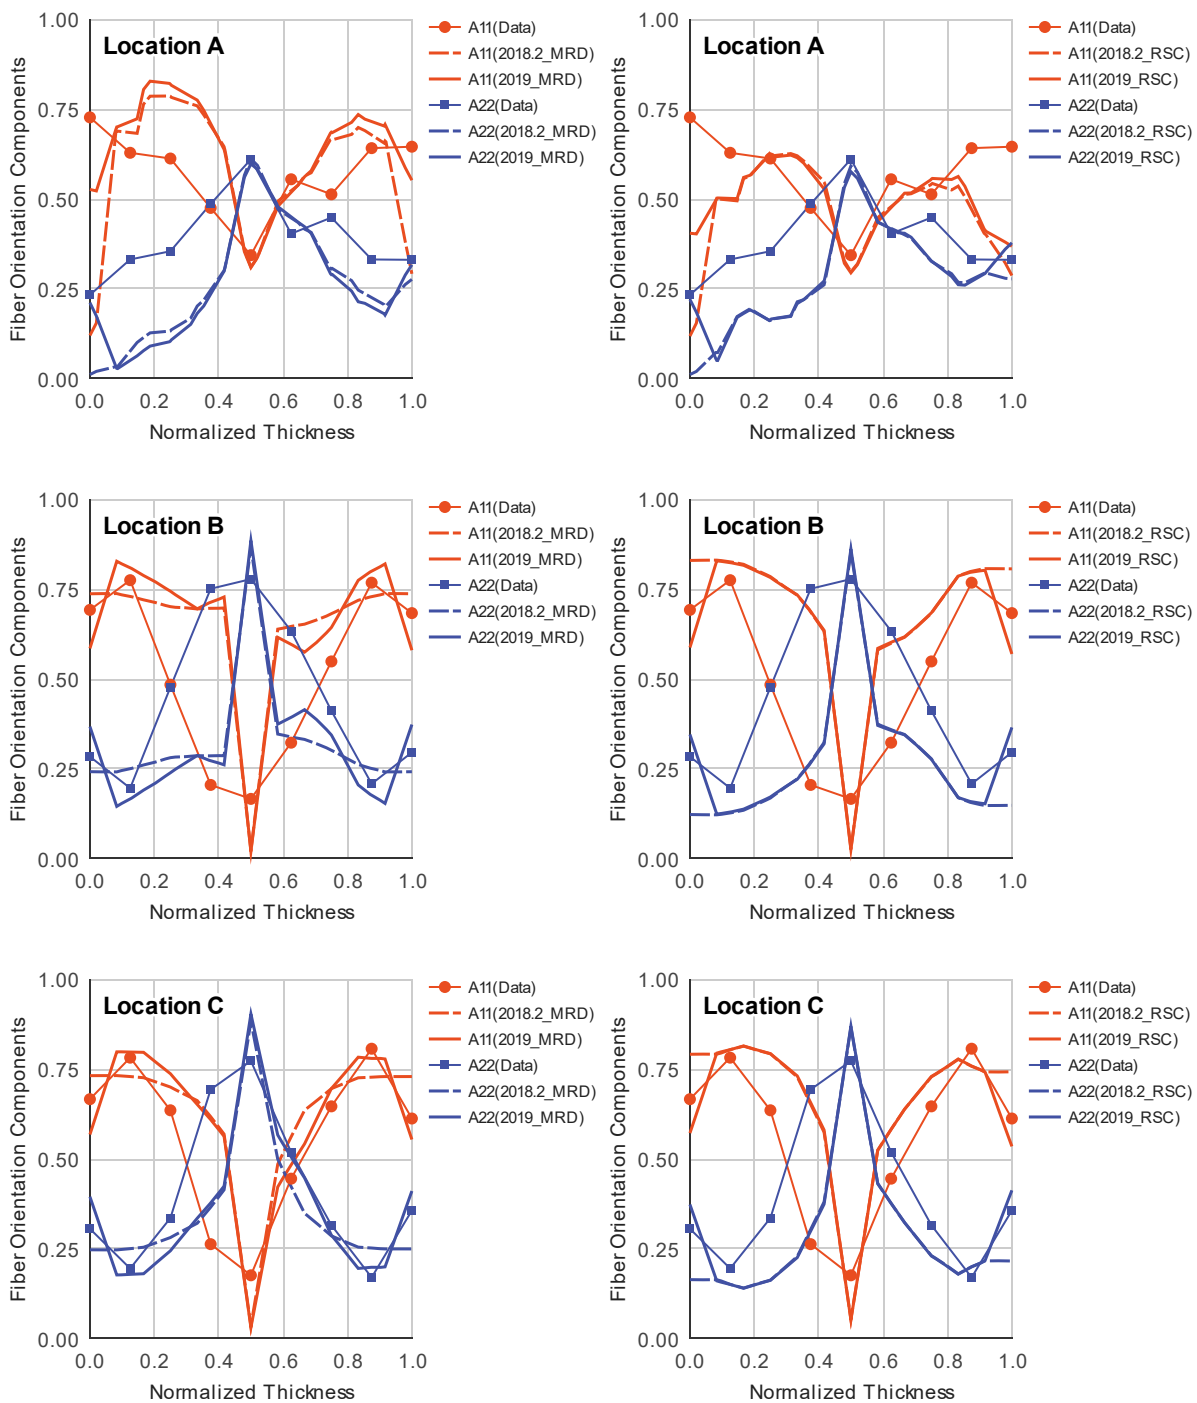 Location A
Fiber Orientation Components
1.00
0.75
0.50
0.25
0.00
0.0 0.2 0.4 0.6 0.8 1.0
Normalized Thickness
A11(Data)
A11(2018.2_MRD)
A11(2019_MRD)
A22(Data)
A22(2018.2_MRD)
A22(2019_MRD)
Location A
Fiber Orientation Components
1.00
0.75
0.50
0.25
0.00
0.0 0.2 0.4 0.6 0.8 1.0
Normalized Thickness
A11(Data)
A11(2018.2_RSC)
A11(2019_RSC)
A22(Data)
A22(2018.2_RSC)
A22(2019_RSC)
Location B
Fiber Orientation Components
1.00
0.75
0.50
0.25
0.00
0.0 0.2 0.4 0.6 0.8 1.0
Normalized Thickness
A11(Data)
A11(2018.2_MRD)
A11(2019_MRD)
A22(Data)
A22(2018.2_MRD)
A22(2019_MRD)
Location B
Fiber Orientation Components
1.00
0.75
0.50
0.25
0.00
0.0 0.2 0.4 0.6 0.8 1.0
Normalized Thickness
A11(Data)
A11(2018.2_RSC)
A11(2019_RSC)
A22(Data)
A22(2018.2_RSC)
A22(2019_RSC)
Location C
Fiber Orientation Components
1.00
0.75
0.50
0.25
0.00
0.0 0.2 0.4 0.6 0.8 1.0
Normalized Thickness
A11(Data)
A11(2018.2_MRD)
A11(2019_MRD)
A22(Data)
A22(2018.2_MRD)
A22(2019_MRD)
Location C
Fiber Orientation Components
1.00
0.75
0.50
0.25
0.00
0.0 0.2 0.4 0.6 0.8 1.0
Normalized Thickness
A11(Data)
A11(2018.2_RSC)
A11(2019_RSC)
A22(Data)
A22(2018.2_RSC)
A22(2019_RSC)